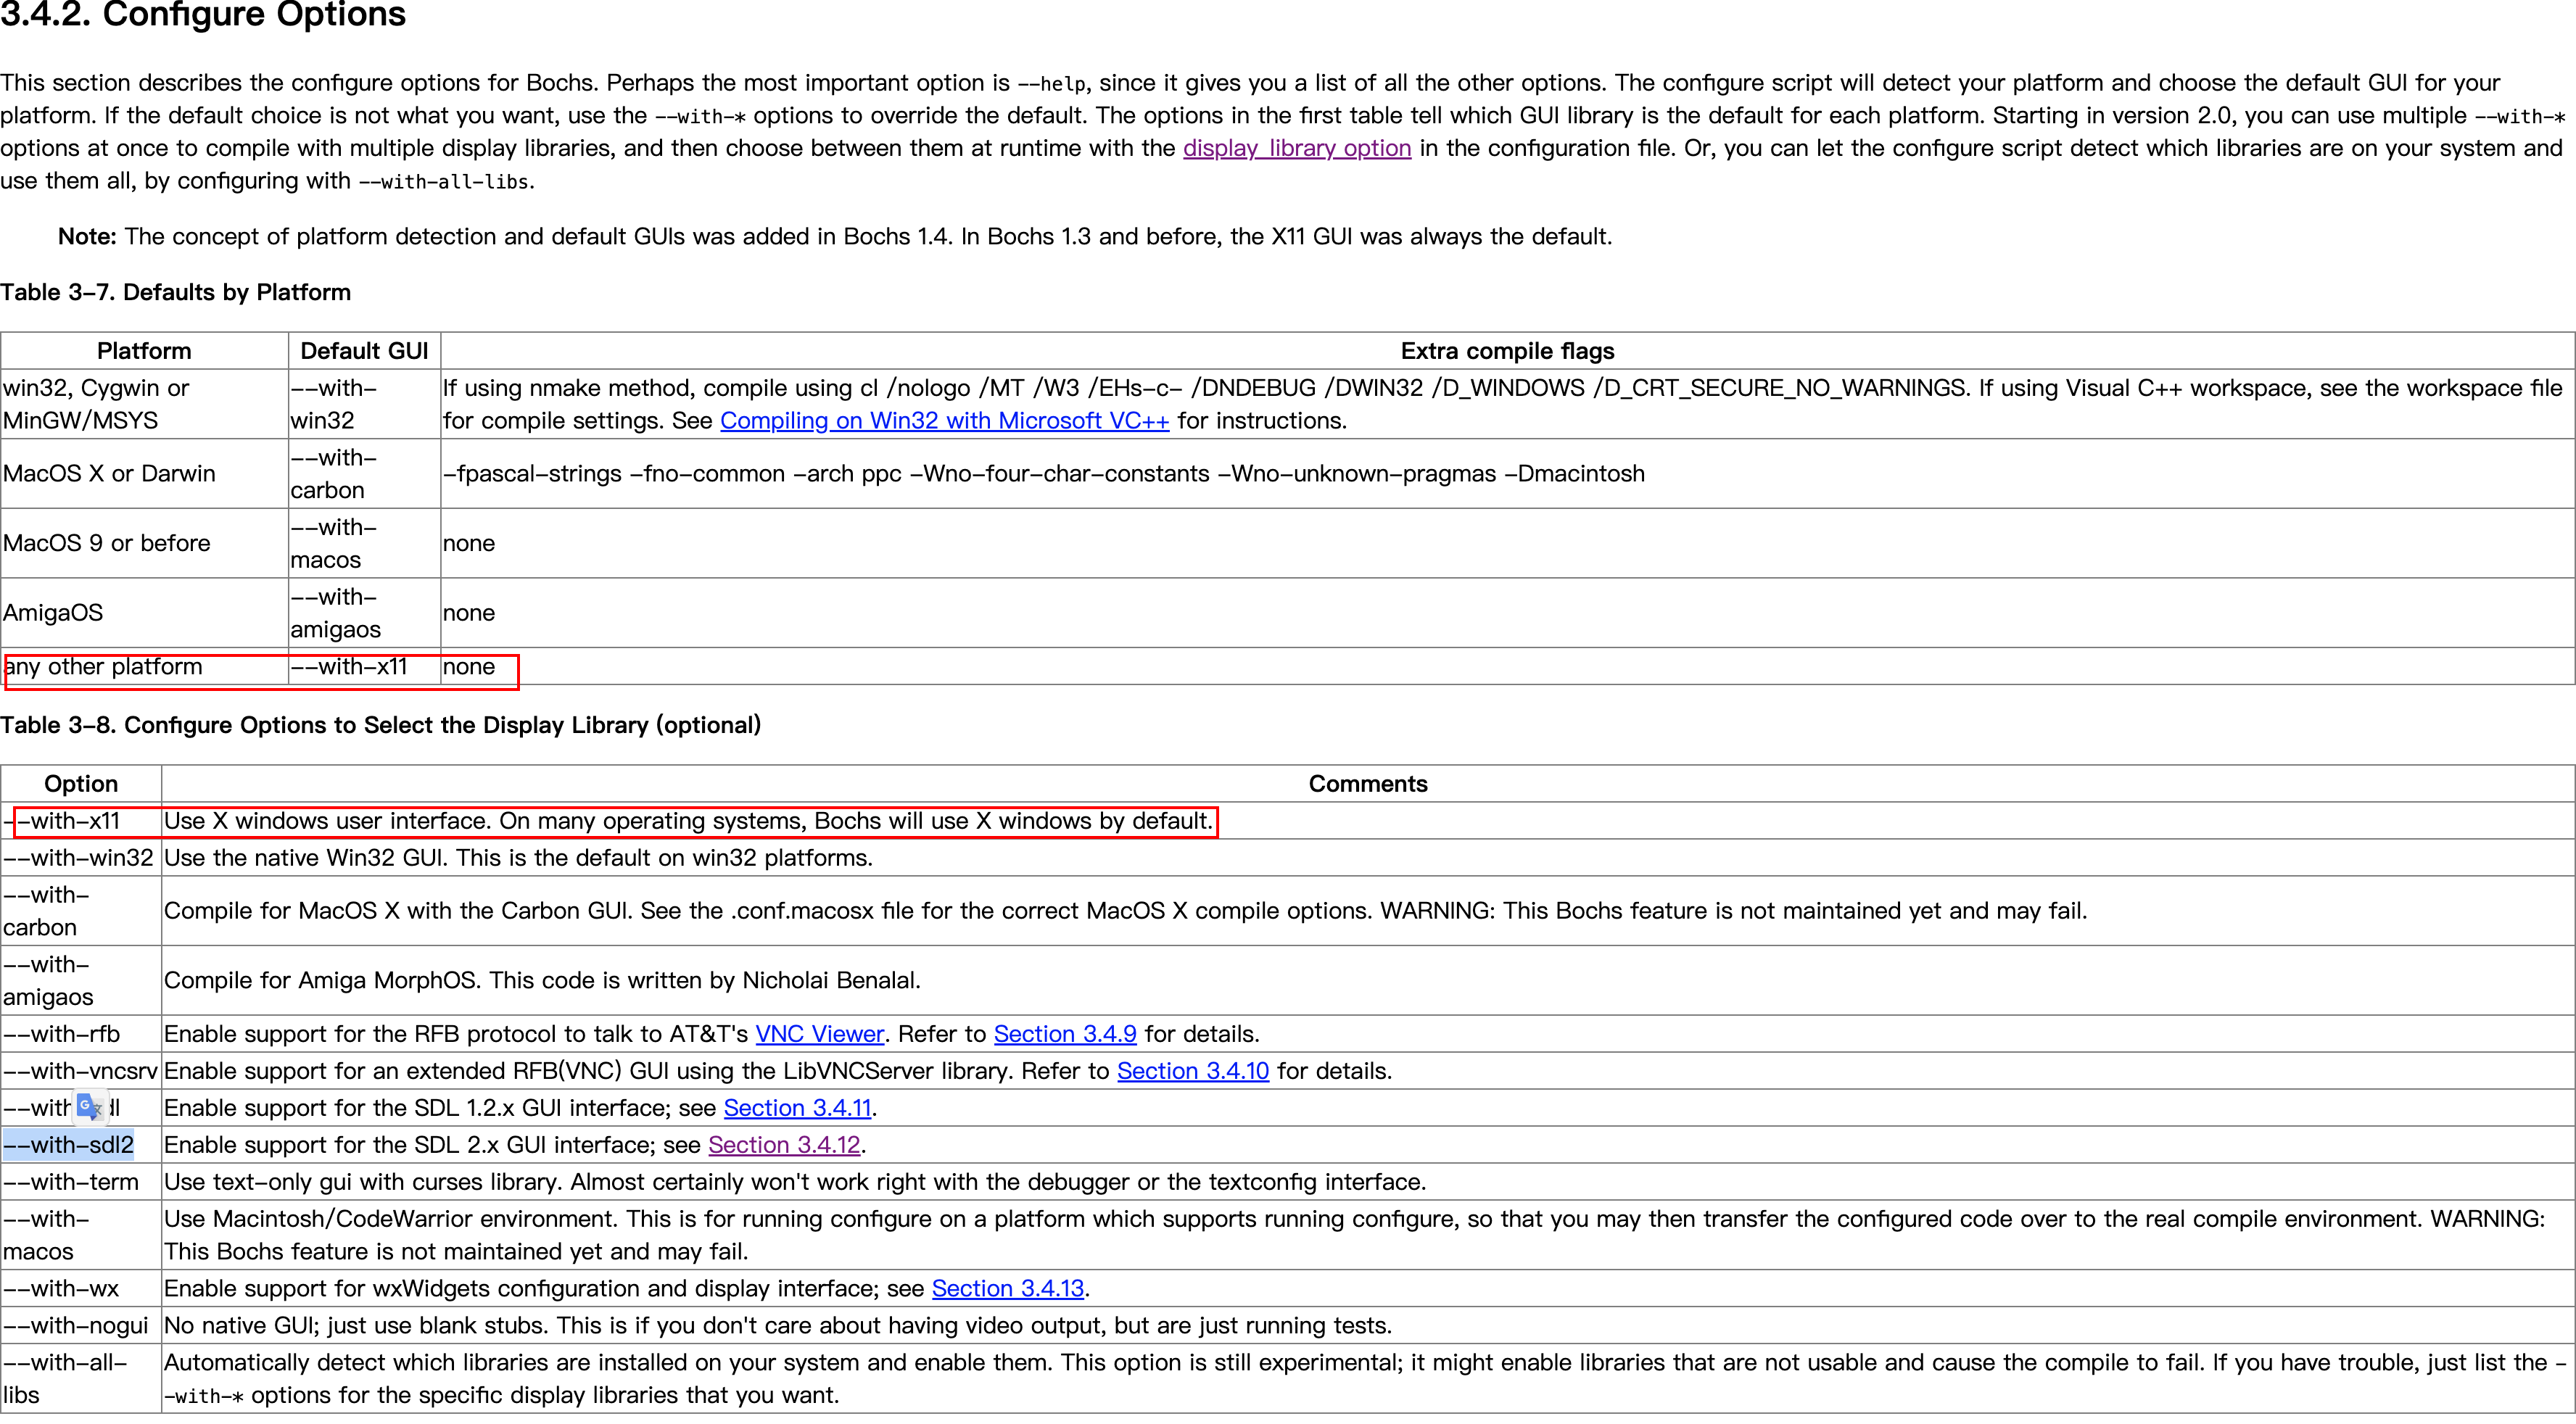 3.4.2. Configure Options
This section describes the configure options for Bochs. Perhaps the most important option is --help, since it gives you a list of all the other options. The configure script will detect your platform and choose the default GUI for your
platform. If the default choice is not what you want, use the --with-* options to override the default. The options in the first table tell which GUI library is the default for each platform. Starting in version 2.0, you can use multiple --with-*
options at once to compile with multiple display libraries, and then choose between them at runtime with the display_library option in the configuration file. Or, you can let the configure script detect which libraries are on your system and
use them all, by configuring with --with-all-libs.
Note: The concept of platform detection and default GUIs was added in Bochs 1.4. In Bochs 1.3 and before, the X11 GUI was always the default.
Table 3-7. Defaults by Platform
Platform Default GUI Extra compile flags
win32, Cygwin or
MinGW/MSYS
--with-
win32
If using nmake method, compile using cl /nologo /MT /W3 /EHs-c- /DNDEBUG /DWIN32 /D_WINDOWS /D_CRT_SECURE_NO_WARNINGS. If using Visual C++ workspace, see the workspace file
for compile settings. See Compiling on Win32 with Microsoft VC++ for instructions.
MacOS X or Darwin
--with-
carbon
-fpascal-strings -fno-common -arch ppc -Wno-four-char-constants -Wno-unknown-pragmas -Dmacintosh
MacOS 9 or before
--with-
macos
none
AmigaOS
--with-
amigaos
none
any other platform --with-x11 none
Table 3-8. Configure Options to Select the Display Library (optional)
Option Comments
--with-x11 Use X windows user interface. On many operating systems, Bochs will use X windows by default.
--with-win32 Use the native Win32 GUI. This is the default on win32 platforms.
--with-
carbon
Compile for MacOS X with the Carbon GUI. See the .conf.macosx file for the correct MacOS X compile options. WARNING: This Bochs feature is not maintained yet and may fail.
--with-
amigaos
Compile for Amiga MorphOS. This code is written by Nicholai Benalal.
--with-rfb Enable support for the RFB protocol to talk to AT&T's VNC Viewer. Refer to Section 3.4.9 for details.
--with-vncsrv Enable support for an extended RFB(VNC) GUI using the LibVNCServer library. Refer to Section 3.4.10 for details.
Enable support for the SDL 1.2.x GUI interface; see Section 3.4.11.
--with-sdl2 Enable support for the SDL 2.x GUI interface; see Section 3.4.12.
--with-term Use text-only gui with curses library. Almost certainly won't work right with the debugger or the textconfig interface.
--with-
macos
Use Macintosh/CodeWarrior environment. This is for running configure on a platform which supports running configure, so that you may then transfer the configured code over to the real compile environment. WARNING:
This Bochs feature is not maintained yet and may fail.
--with-wx Enable support for wxWidgets configuration and display interface; see Section 3.4.13.
--with-nogui No native GUI; just use blank stubs. This is if you don't care about having video output, but are just running tests.
--with-all-
libs
Automatically detect which libraries are installed on your system and enable them. This option is still experimental; it might enable libraries that are not usable and cause the compile to fail. If you have trouble, just list the -
-with-* options for the specific display libraries that you want.